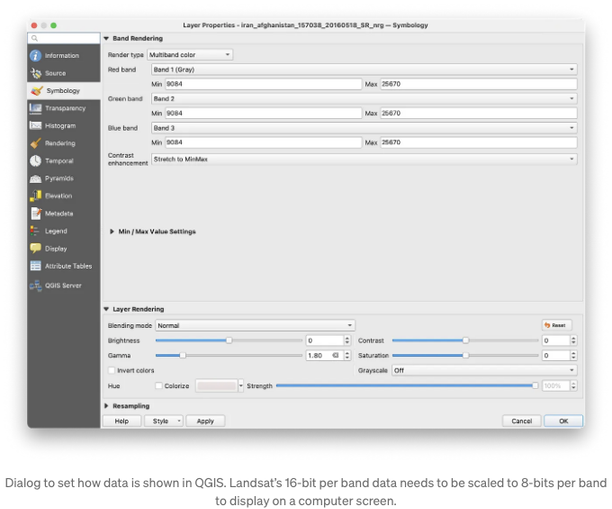 Layer Properties - iran_afghanistan_157038_20160518_SR_nrg — Symbology
Information
Source
Symbology
Transparency
Histogram
Rendering
Temporal
Pyramids
Elevation
Metadata
Legend
Display
Attribute Tables
QGIS Server
Band Rendering
Render type Multiband color
Red band Band 1 (Gray)
Min 9084 Max 25670
Green band Band 2
Min 9084 Max 25670
Blue band Band 3
Min 9084 Max 25670
Contrast enhancement Stretch to MinMax
Min / Max Value Settings
Layer Rendering
Blending mode Normal Reset
Brightness 0 Contrast 0
Gamma 1.80 Saturation 0
Invert colors Grayscale Off
Hue Colorize Strength 100%
Resampling
Help Style Apply Cancel OK
Dialog to set how data is shown in QGIS. Landsat’s 16-bit per band data needs to be scaled to 8-bits per band
to display on a computer screen.